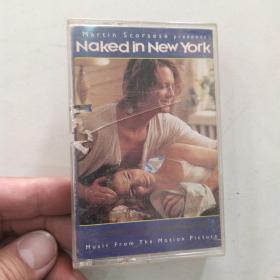 Martin Scorsese presents
Naked in New York
Music From The Motion Picture